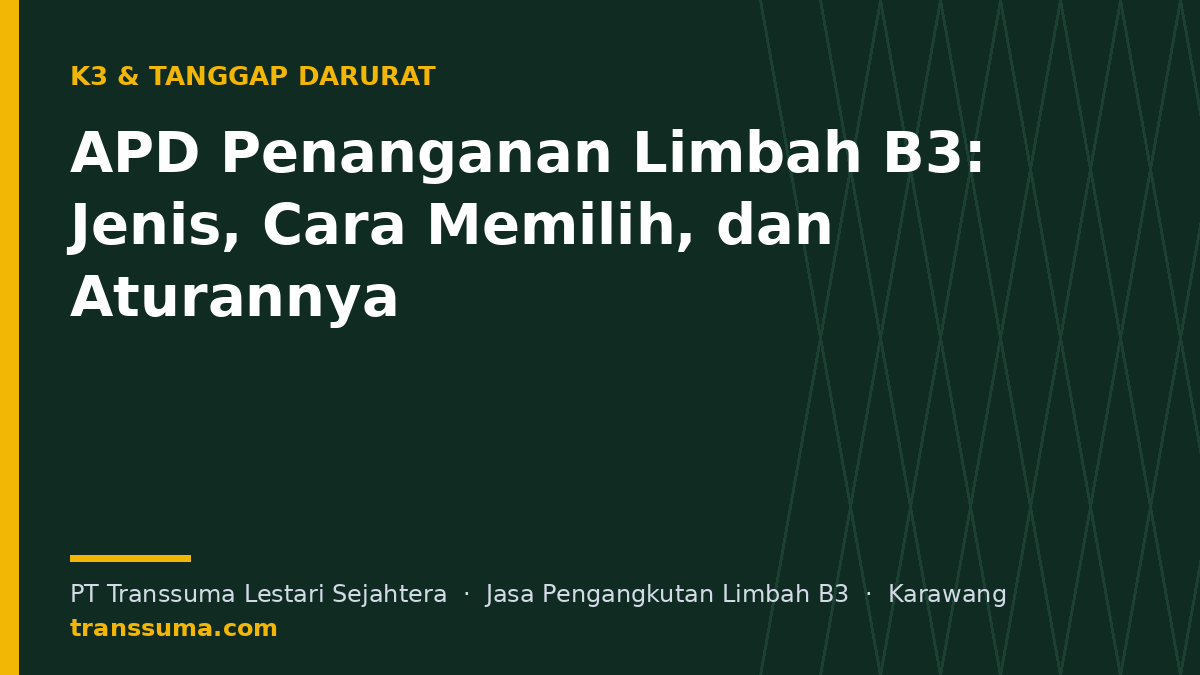 K3 & TANGGAP DARURAT
APD Penanganan Limbah B3:
Jenis, Cara Memilih, dan
Aturannya
PT Transsuma Lestari Sejahtera · Jasa Pengangkutan Limbah B3 · Karawang
transsuma.com